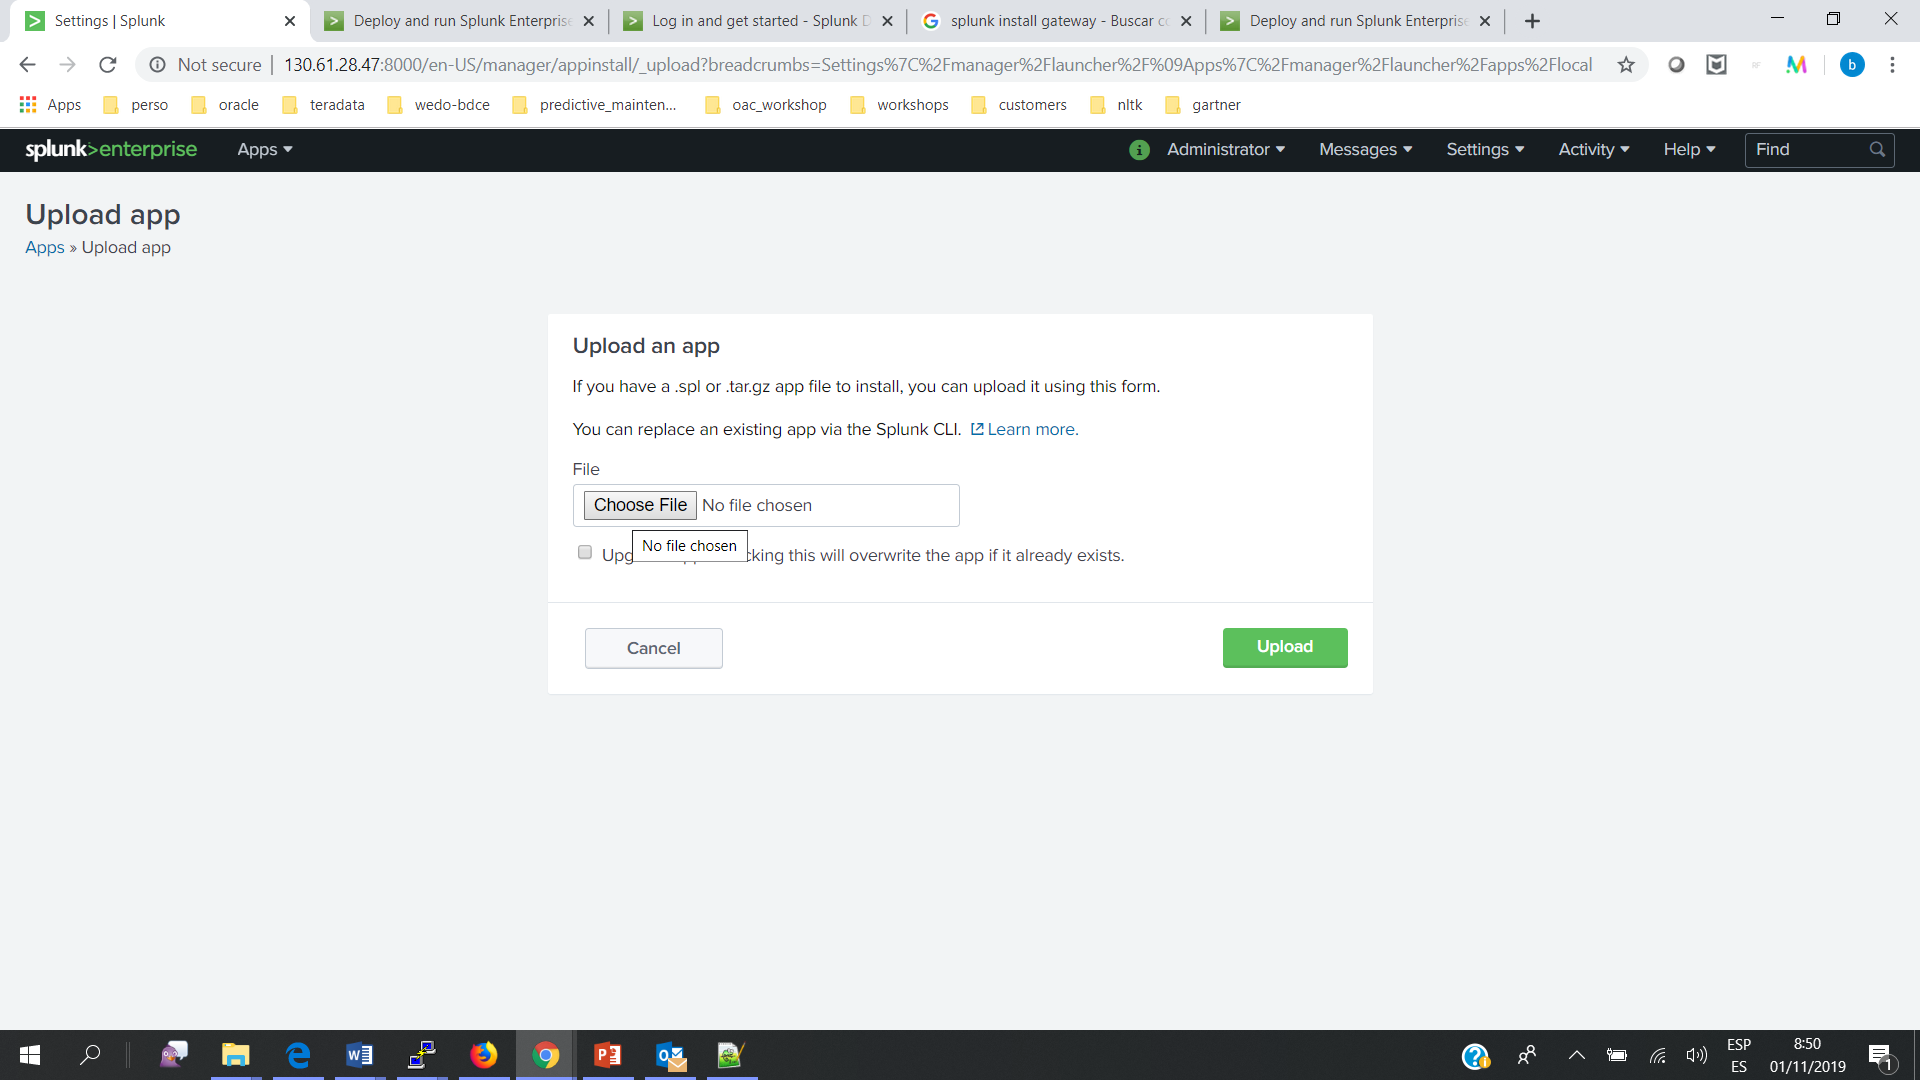 Settings | Splunk
Deploy and run Splunk Enterprise
Log in and get started - Splunk D
splunk install gateway - Buscar co
Deploy and run Splunk Enterprise
Not secure | 130.61.28.47:8000/en-US/manager/appinstall/_upload?breadcrumbs=Settings%7C%2Fmanager%2Flauncher%2F%09Apps%7C%2Fmanager%2Flauncher%2Fapps%2Flocal
b
Apps perso oracle teradata wedo-bdce predictive_mainten... oac_workshop workshops customers nltk gartner
splunk>enterprise Apps Administrator Messages Settings Activity Help Find
Upload app
Apps » Upload app
Upload an app
If you have a .spl or .tar.gz app file to install, you can upload it using this form.
You can replace an existing app via the Splunk CLI. Learn more.
File
Choose File No file chosen
No file chosen
cking this will overwrite the app if it already exists.
Cancel
Upload
ESP
ES
8:50
01/11/2019
1